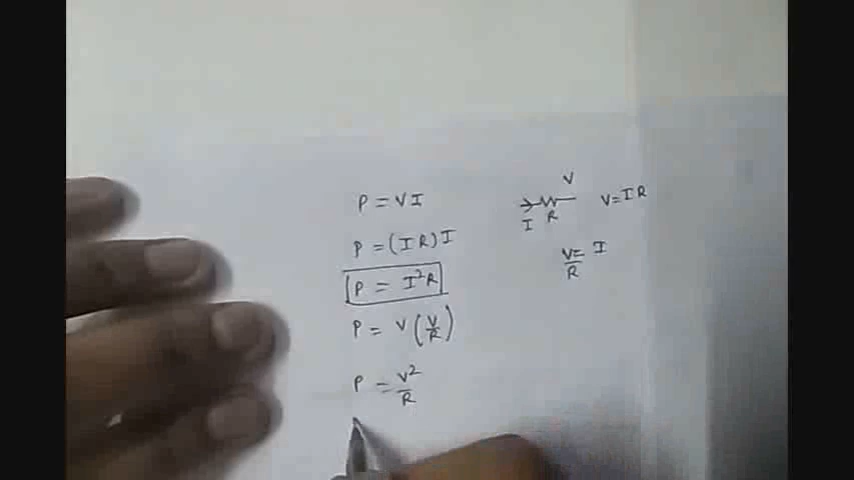 P = VI
P = (IR)I
P = I²R
P = V(V/R)
P = V²/R
V
I
R
V = IR
V/R = I